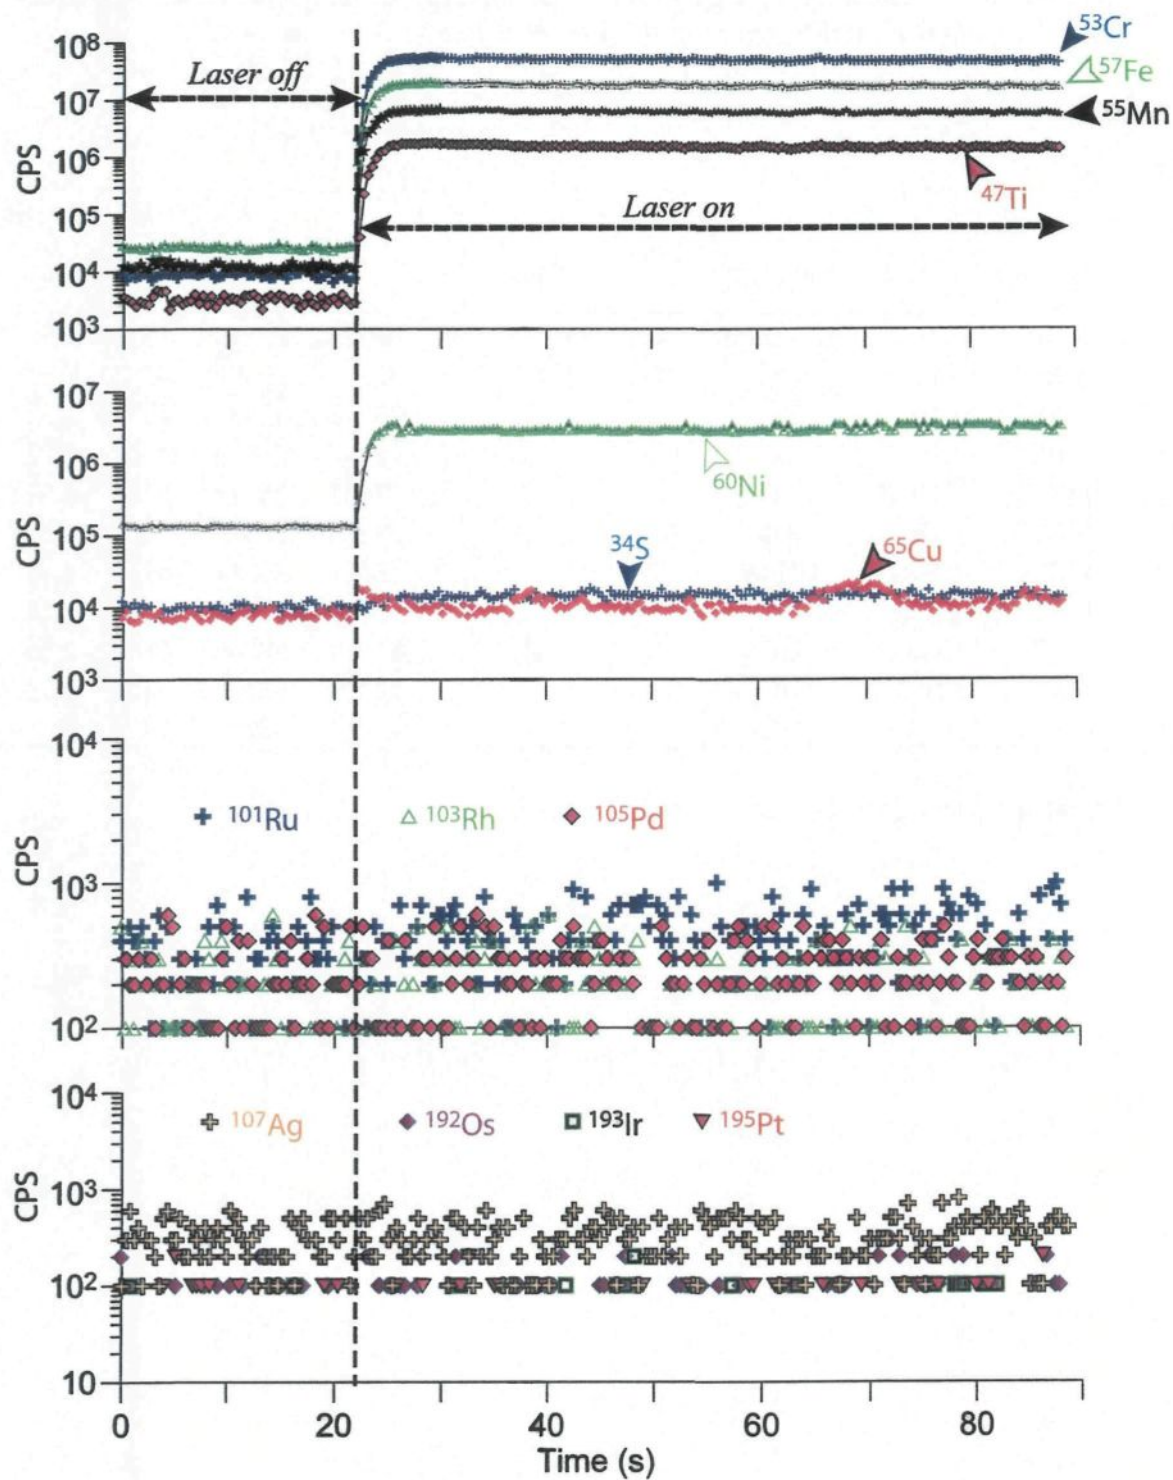 ⁵³Cr
10⁸
Laser off
⁵⁷Fe
10⁷
⁵⁵Mn
CPS
10⁶
⁴⁷Ti
Laser on
10⁵
10⁴
10³
10⁷
10⁶
⁶⁰Ni
CPS
10⁵
³⁴S
⁶⁵Cu
10⁴
10³
10⁴
¹⁰¹Ru ¹⁰³Rh ¹⁰⁵Pd
CPS
10³
10²
10⁴
¹⁰⁷Ag ¹⁹²Os ¹⁹³Ir ¹⁹⁵Pt
CPS
10³
10²
10
0 20 40 60 80
Time (s)